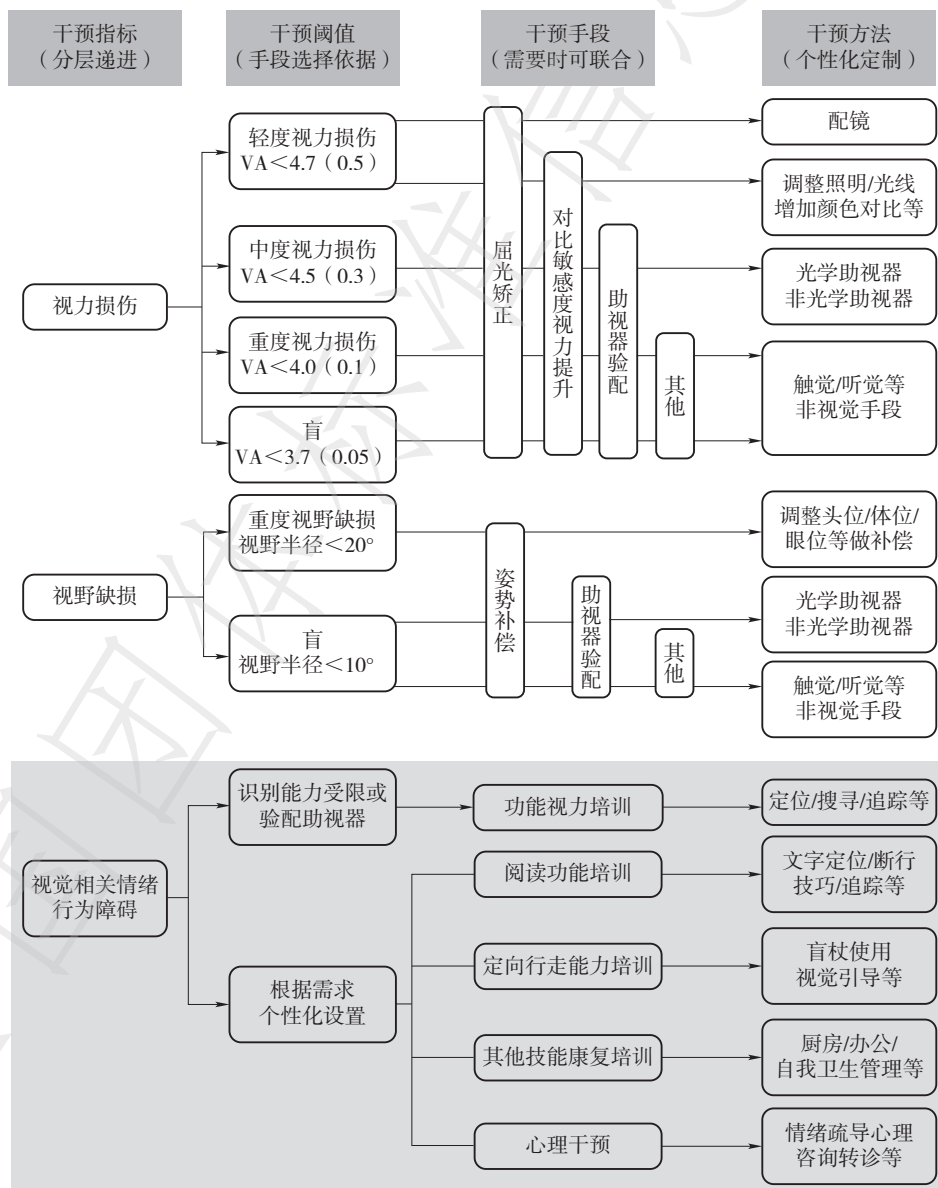 干预指标
（分层递进）
干预阈值
（手段选择依据）
干预手段
（需要时可联合）
干预方法
（个性化定制）
视力损伤
轻度视力损伤
VA＜4.7（0.5）
中度视力损伤
VA＜4.5（0.3）
重度视力损伤
VA＜4.0（0.1）
盲
VA＜3.7（0.05）
屈光矫正
对比敏感度视力提升
助视器验配
其他
配镜
调整照明/光线
增加颜色对比等
光学助视器
非光学助视器
触觉/听觉等
非视觉手段
视野缺损
重度视野缺损
视野半径＜20°
盲
视野半径＜10°
姿势补偿
助视器验配
其他
调整头位/体位/
眼位等做补偿
光学助视器
非光学助视器
触觉/听觉等
非视觉手段
视觉相关情绪
行为障碍
识别能力受限或
验配助视器
根据需求
个性化设置
功能视力培训
阅读功能培训
定向行走能力培训
其他技能康复培训
心理干预
定位/搜寻/追踪等
文字定位/断行
技巧/追踪等
盲杖使用
视觉引导等
厨房/办公/
自我卫生管理等
情绪疏导心理
咨询转诊等